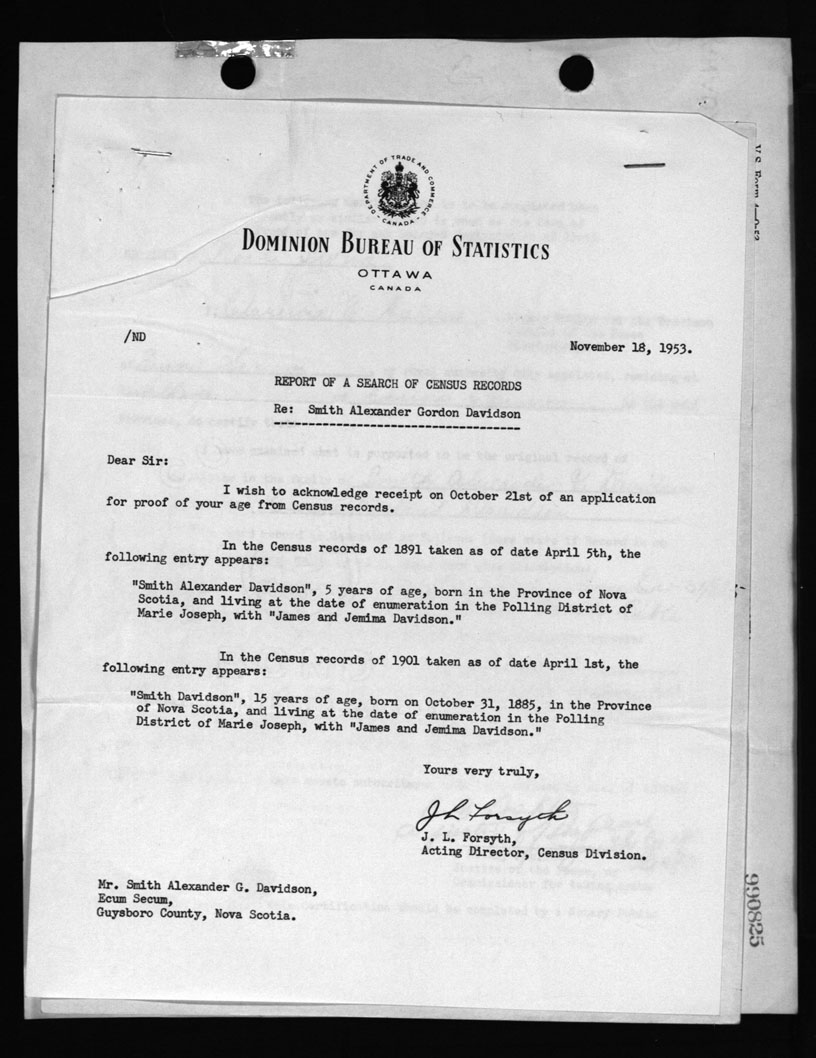 DEPARTMENT OF TRADE AND COMMERCE
CANADA
DOMINION BUREAU OF STATISTICS
OTTAWA
CANADA
/ND
November 18, 1953.
REPORT OF A SEARCH OF CENSUS RECORDS
Re: Smith Alexander Gordon Davidson
Dear Sir:
I wish to acknowledge receipt on October 21st of an application
for proof of your age from Census records.
In the Census records of 1891 taken as of date April 5th, the
following entry appears:
"Smith Alexander Davidson", 5 years of age, born in the Province of Nova
Scotia, and living at the date of enumeration in the Polling District of
Marie Joseph, with "James and Jemima Davidson."
In the Census records of 1901 taken as of date April 1st, the
following entry appears:
"Smith Davidson", 15 years of age, born on October 31, 1885, in the Province
of Nova Scotia, and living at the date of enumeration in the Polling
District of Marie Joseph, with "James and Jemima Davidson."
Yours very truly,
J L Forsyth
J. L. Forsyth,
Acting Director, Census Division.
Mr. Smith Alexander G. Davidson,
Ecum Secum,
Guysboro County, Nova Scotia.
990825